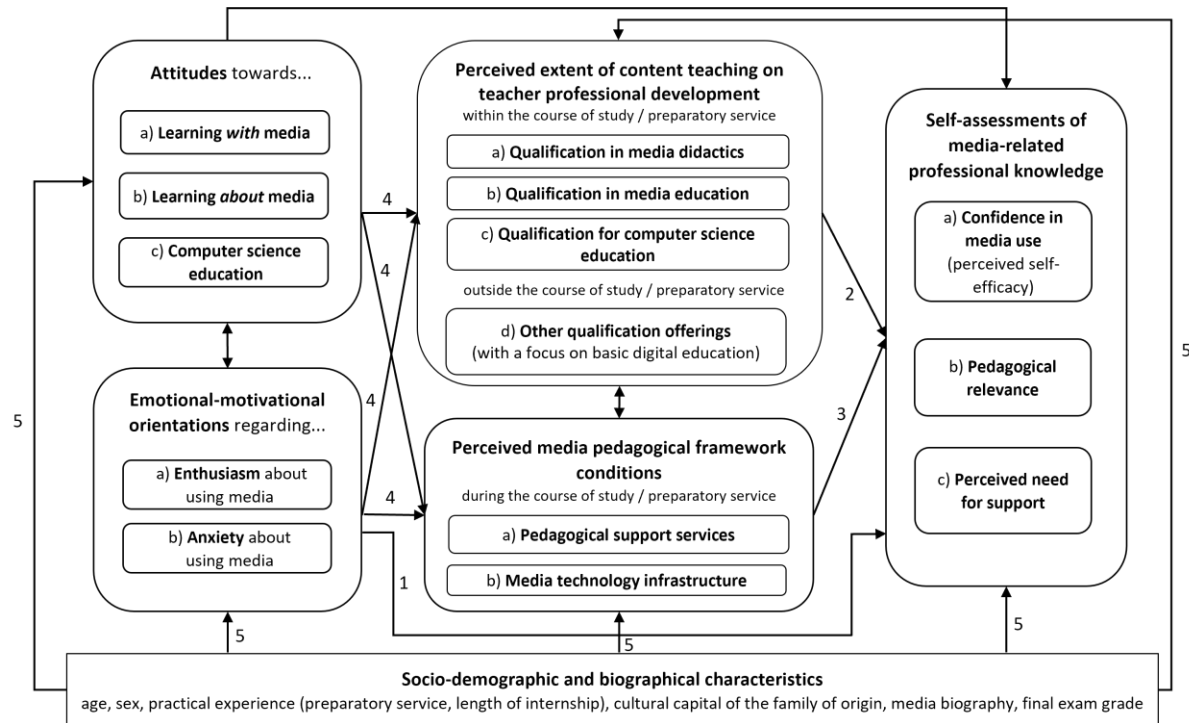 Attitudes towards...
a) Learning with media
b) Learning about media
c) Computer science
education
Emotional-motivational
orientations regarding...
a) Enthusiasm about
using media
b) Anxiety about
using media
Perceived extent of content teaching on
teacher professional development
within the course of study / preparatory service
a) Qualification in media didactics
b) Qualification in media education
c) Qualification for computer science
education
outside the course of study / preparatory service
d) Other qualification offerings
(with a focus on basic digital education)
Perceived media pedagogical framework
conditions
during the course of study / preparatory service
a) Pedagogical support services
b) Media technology infrastructure
Self-assessments of
media-related
professional knowledge
a) Confidence in
media use
(perceived self-
efficacy)
b) Pedagogical
relevance
c) Perceived need
for support
4
4
4
4
1
2
3
5
5
5
5
5
Socio-demographic and biographical characteristics
age, sex, practical experience (preparatory service, length of internship), cultural capital of the family of origin, media biography, final exam grade